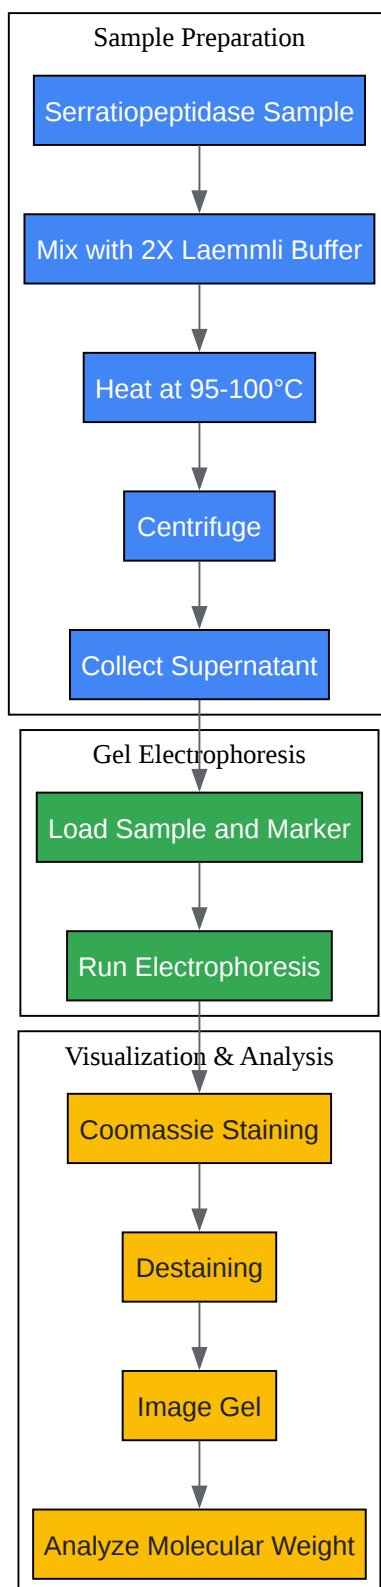 Sample Preparation
Serratiopeptidase Sample
Mix with 2X Laemmli Buffer
Heat at 95-100°C
Centrifuge
Collect Supernatant
Gel Electrophoresis
Load Sample and Marker
Run Electrophoresis
Visualization & Analysis
Coomassie Staining
Destaining
Image Gel
Analyze Molecular Weight